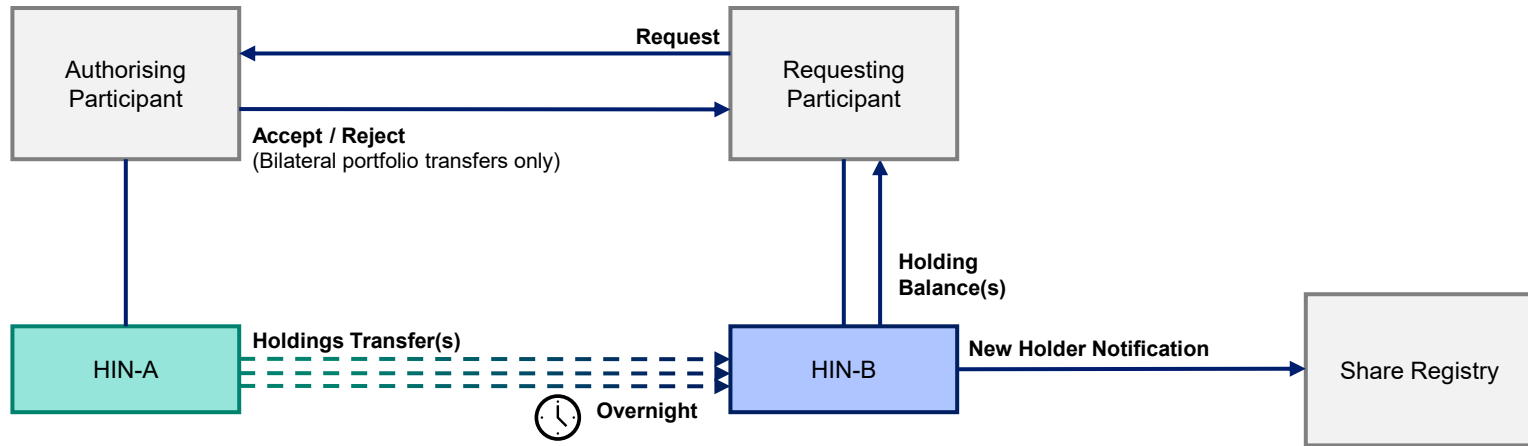 Authorising
Participant
Request
Requesting
Participant
Accept / Reject
(Bilateral portfolio transfers only)
Holding
Balance(s)
HIN-A
Holdings Transfer(s)
Overnight
HIN-B
New Holder Notification
Share Registry